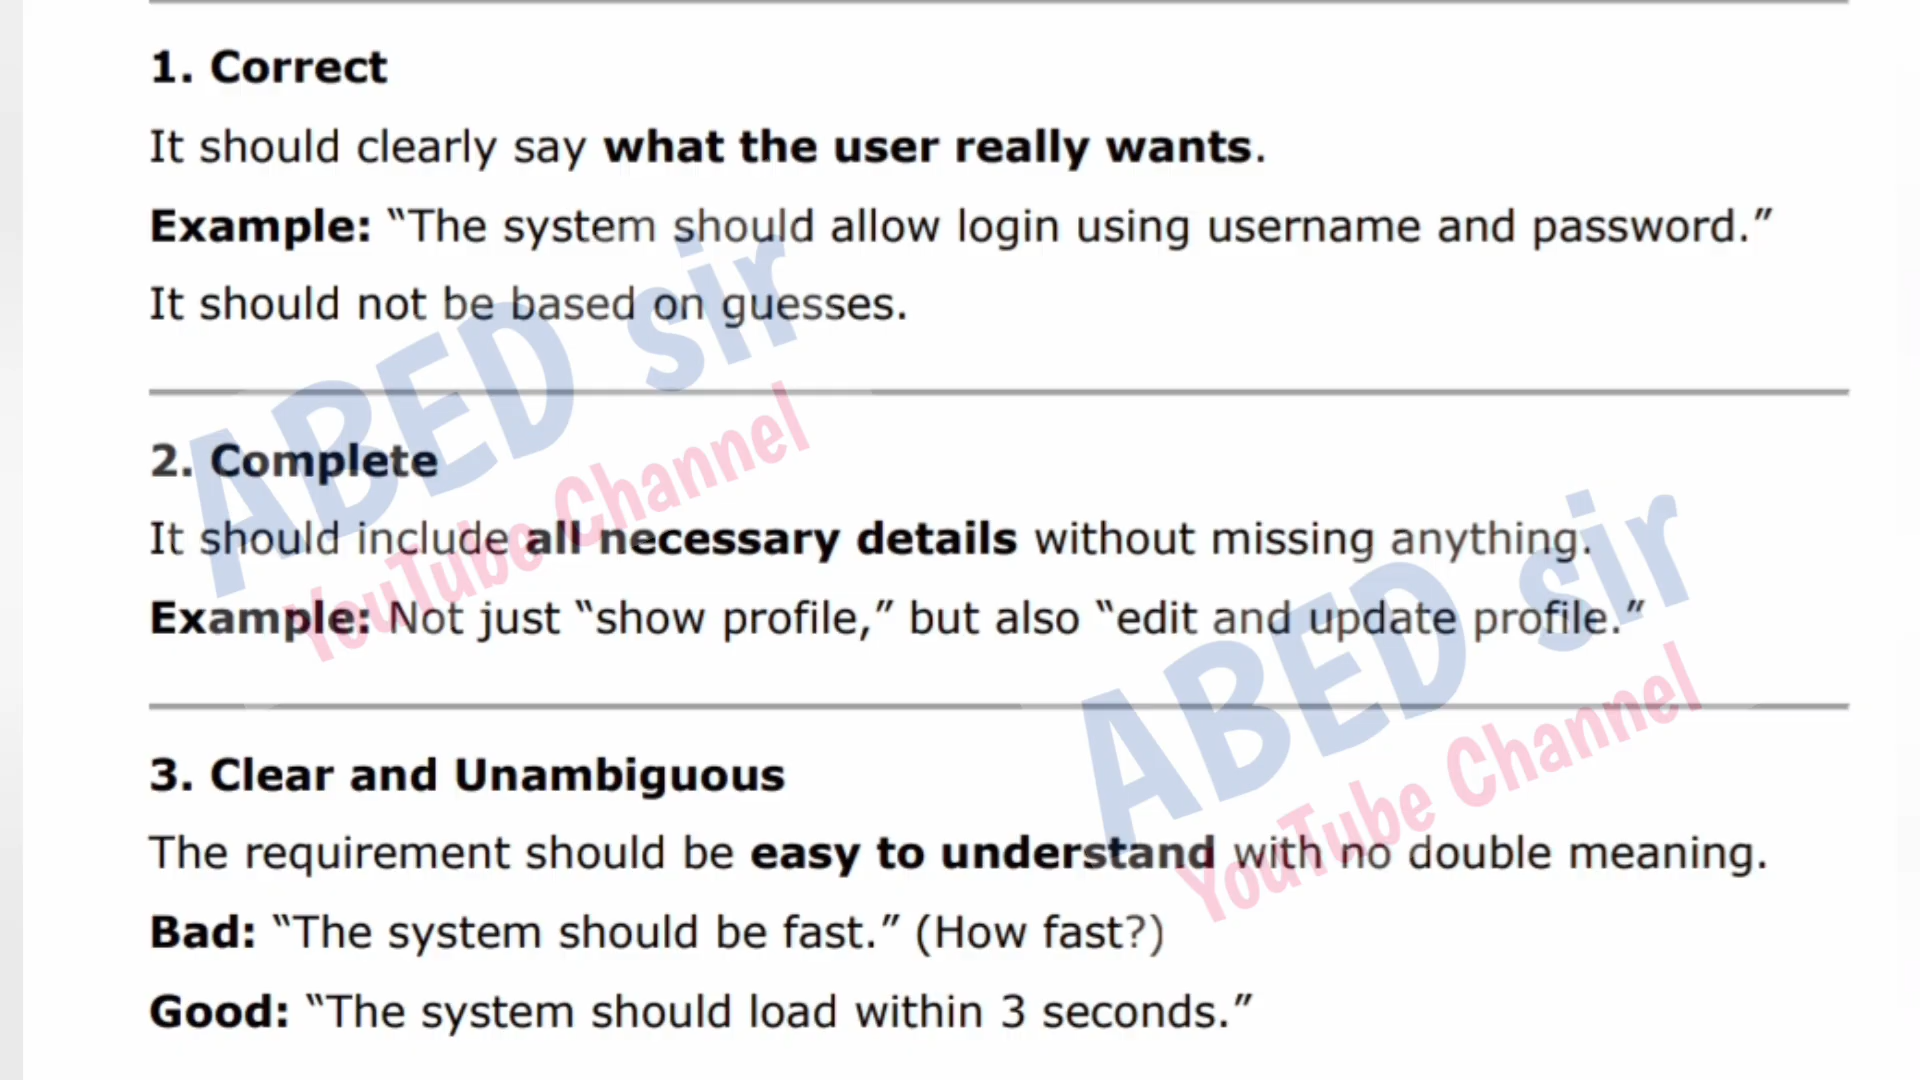 1. Correct
It should clearly say what the user really wants.
Example: “The system should allow login using username and password.”
It should not be based on guesses.
2. Complete
It should include all necessary details without missing anything.
Example: Not just “show profile,” but also “edit and update profile.”
3. Clear and Unambiguous
The requirement should be easy to understand with no double meaning.
Bad: “The system should be fast.” (How fast?)
Good: “The system should load within 3 seconds.”
ABED sir
YouTube Channel
ABED sir
YouTube Channel